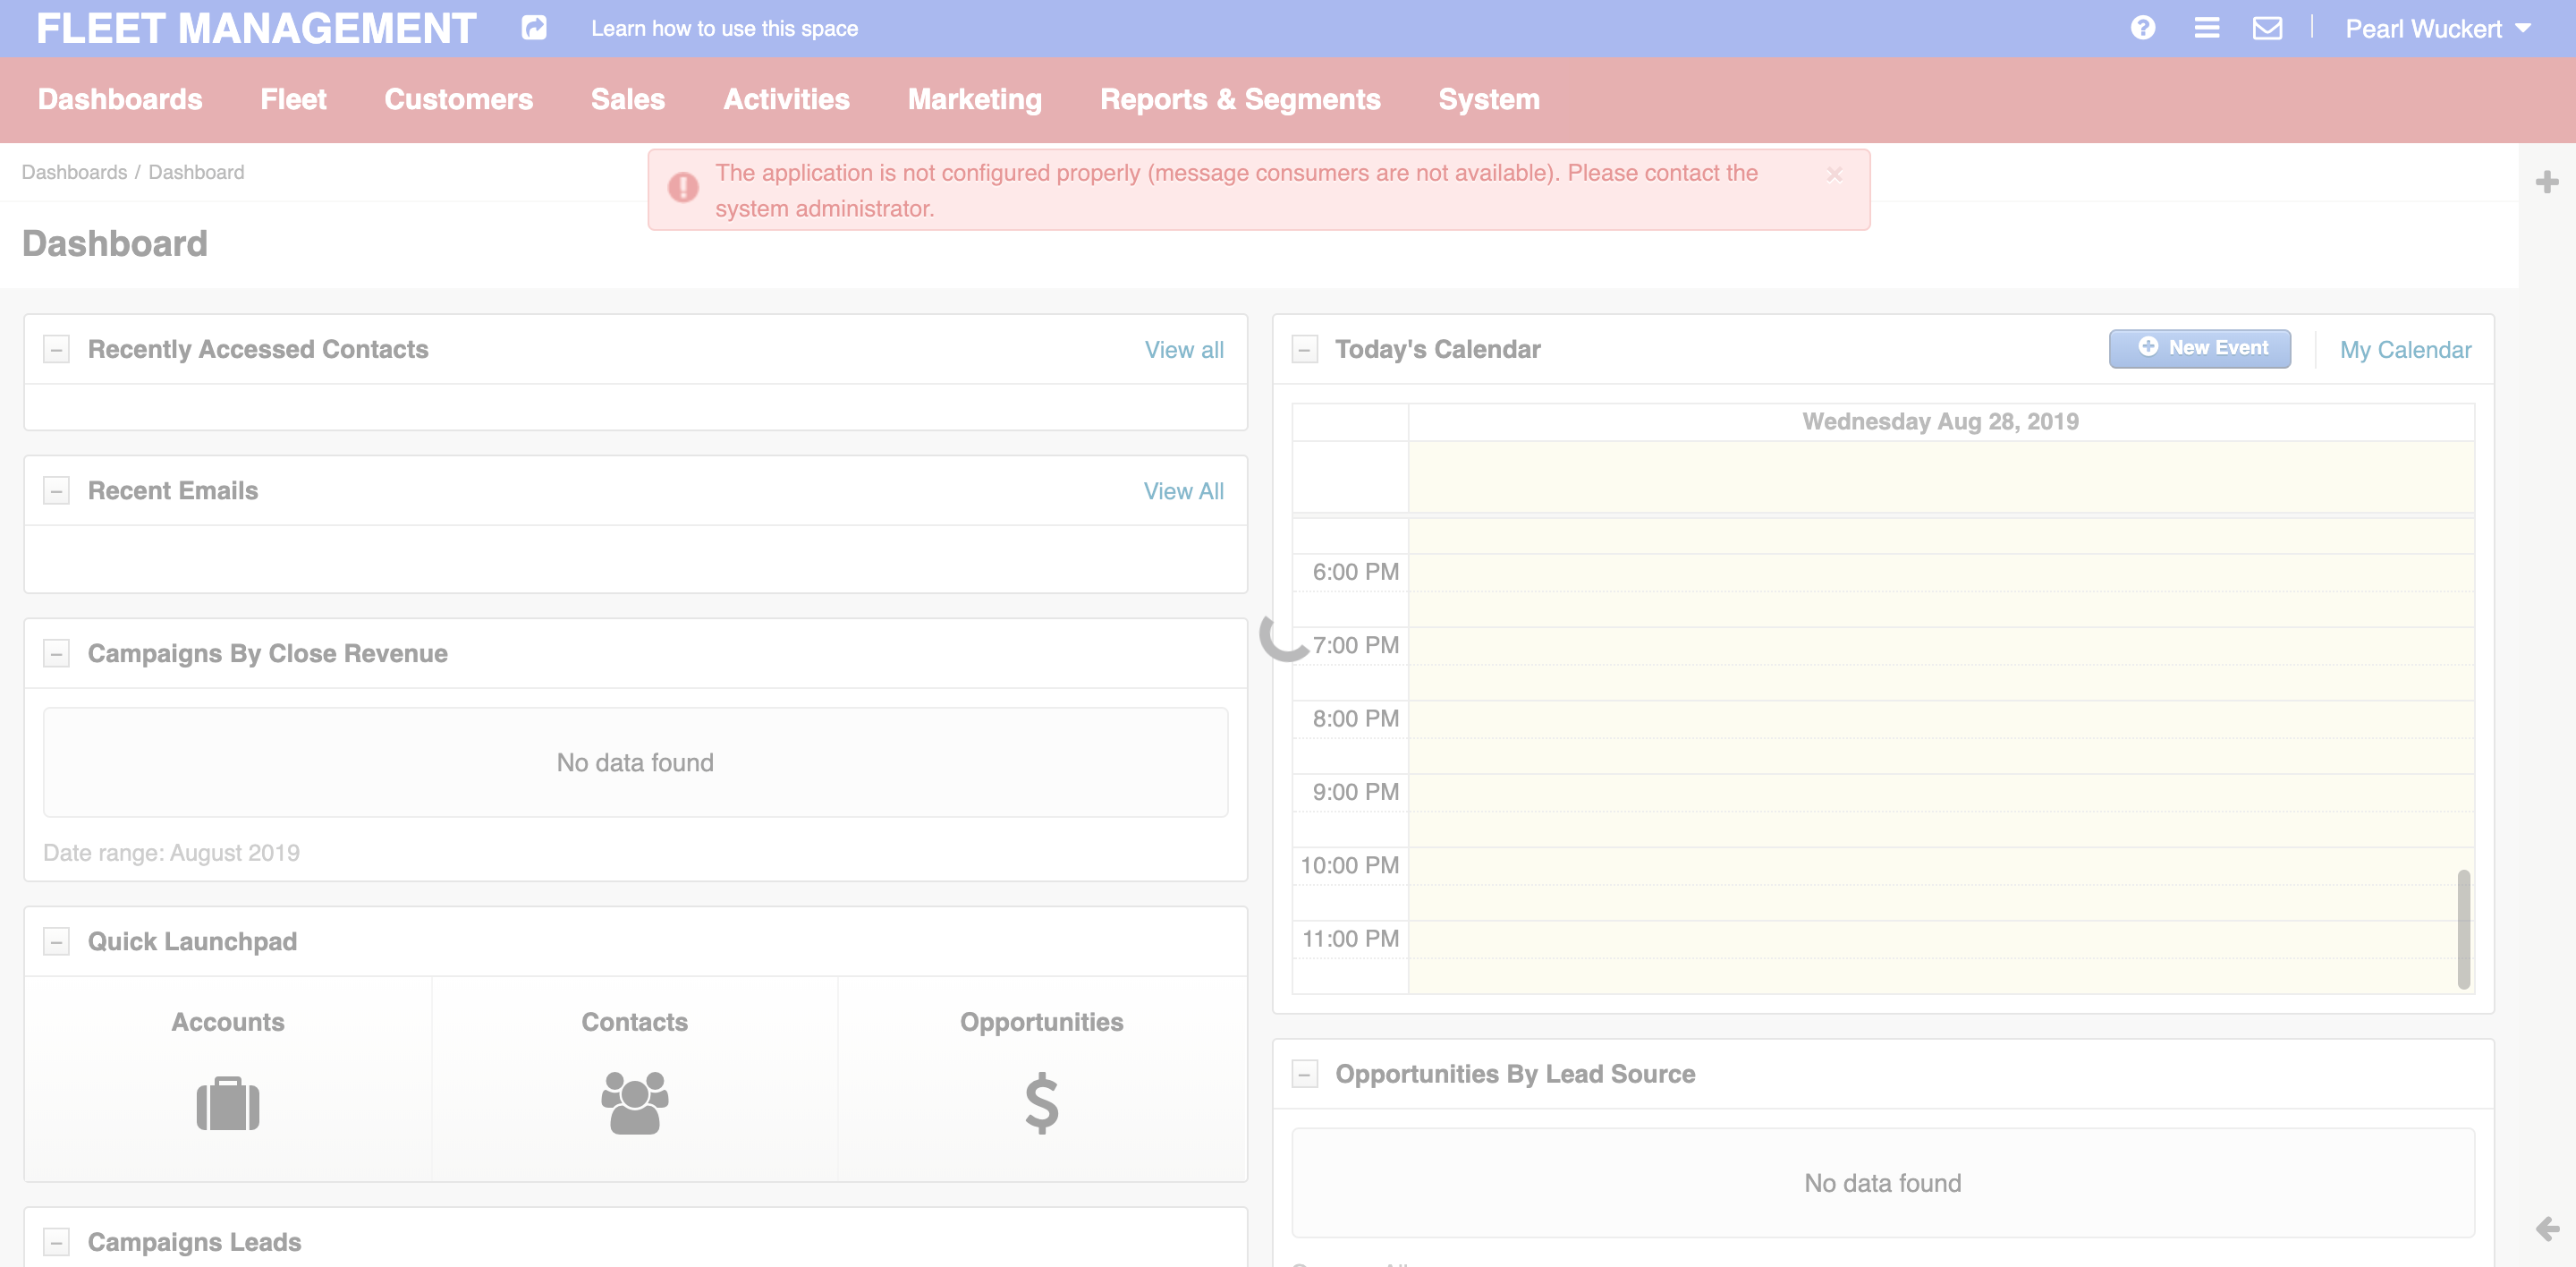 FLEET MANAGEMENT
Learn how to use this space
Pearl Wuckert
Dashboards
Fleet
Customers
Sales
Activities
Marketing
Reports & Segments
System
Dashboards / Dashboard
The application is not configured properly (message consumers are not available). Please contact the
system administrator.
Dashboard
Recently Accessed Contacts
View all
Recent Emails
View All
Campaigns By Close Revenue
No data found
Date range: August 2019
Quick Launchpad
Accounts
Contacts
Opportunities
Campaigns Leads
Today's Calendar
New Event
My Calendar
Wednesday Aug 28, 2019
6:00 PM
7:00 PM
8:00 PM
9:00 PM
10:00 PM
11:00 PM
Opportunities By Lead Source
No data found